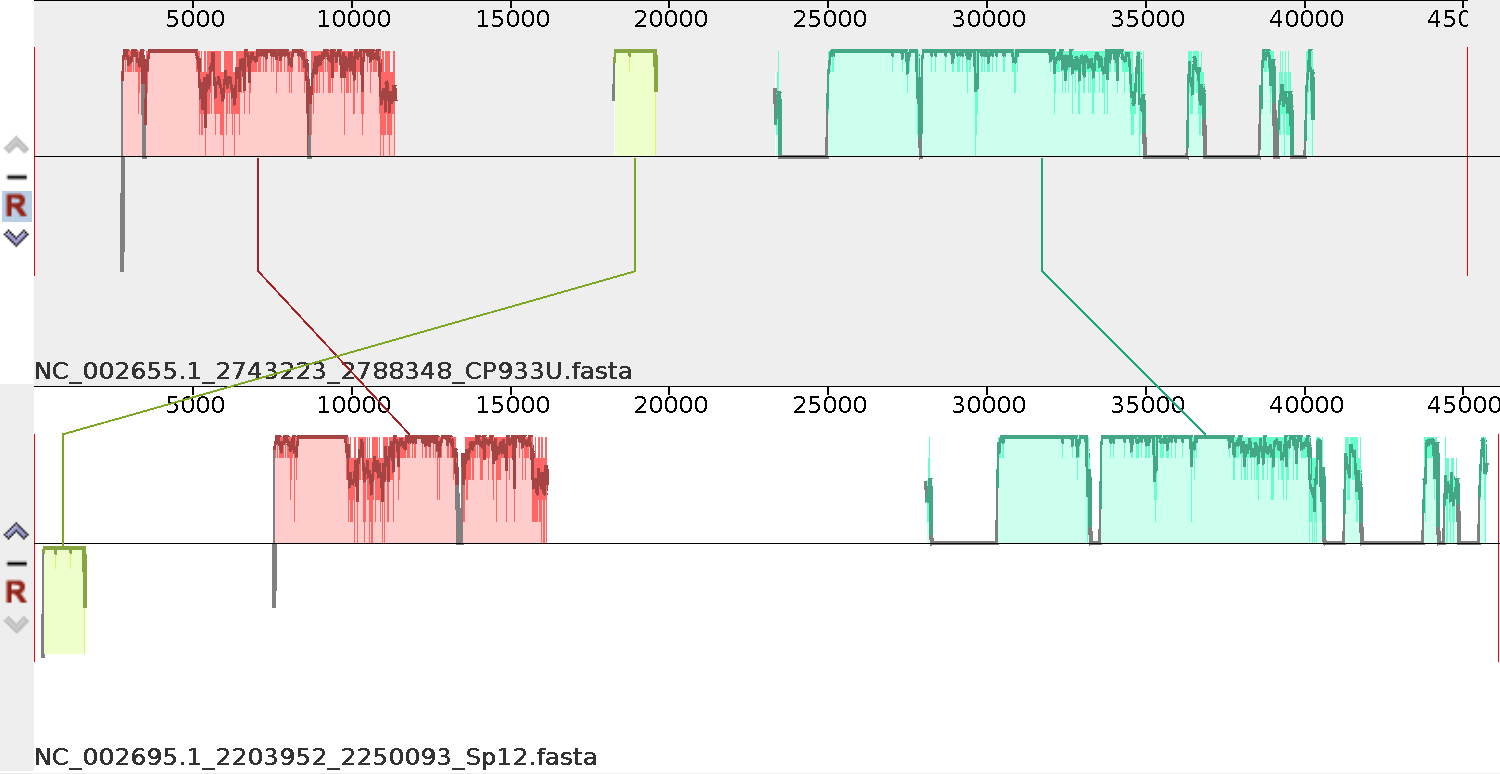 5000 10000 15000 20000 25000 30000 35000 40000 450
R
NC_002655.1_2743223_2788348_CP933U.fasta
5000 10000 15000 20000 25000 30000 35000 40000 45000
R
NC_002695.1_2203952_2250093_Sp12.fasta